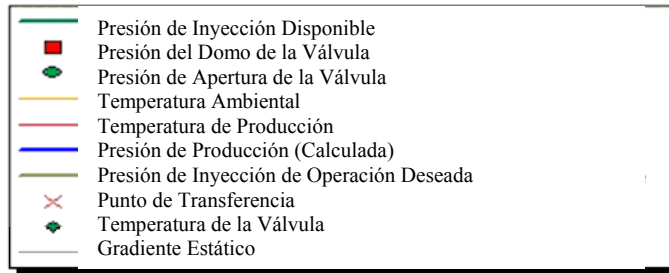 Presión de Inyección Disponible
Presión del Domo de la Válvula
Presión de Apertura de la Válvula
Temperatura Ambiental
Temperatura de Producción
Presión de Producción (Calculada)
Presión de Inyección de Operación Deseada
Punto de Transferencia
Temperatura de la Válvula
Gradiente Estático